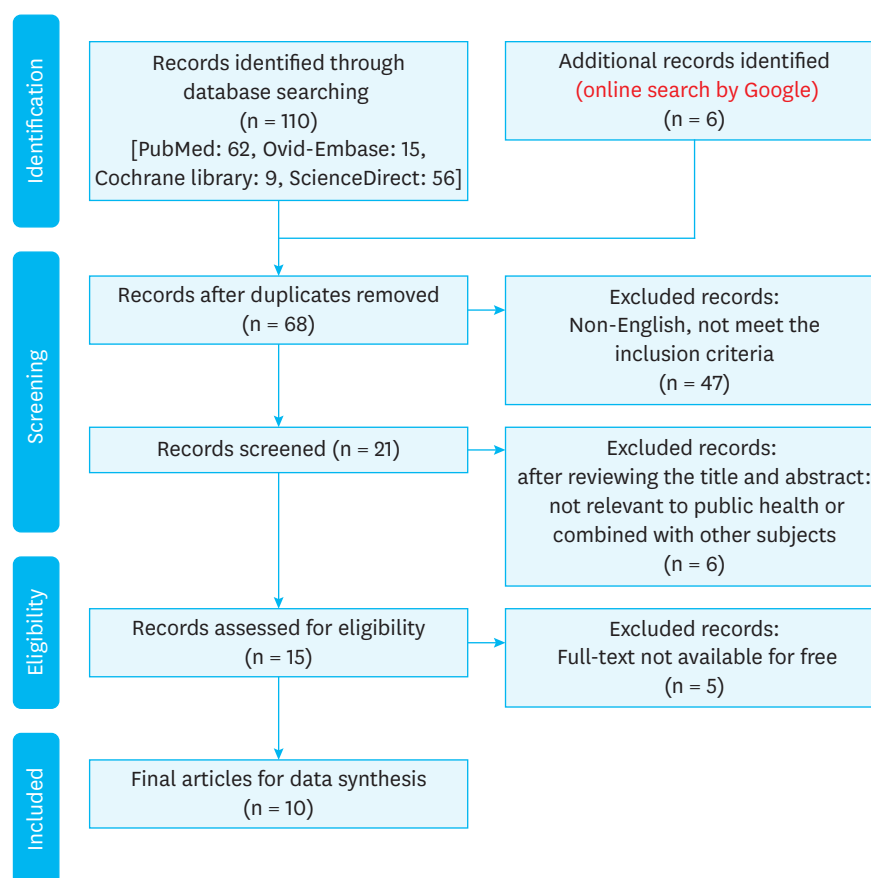 Identification
Records identified through
database searching
(n = 110)
[PubMed: 62, Ovid-Embase: 15,
Cochrane library: 9, ScienceDirect: 56]
Additional records identified
(online search by Google)
(n = 6)
Screening
Records after duplicates removed
(n = 68)
Excluded records:
Non-English, not meet the
inclusion criteria
(n = 47)
Records screened (n = 21)
Excluded records:
after reviewing the title and abstract:
not relevant to public health or
combined with other subjects
(n = 6)
Eligibility
Records assessed for eligibility
(n = 15)
Excluded records:
Full-text not available for free
(n = 5)
Included
Final articles for data synthesis
(n = 10)